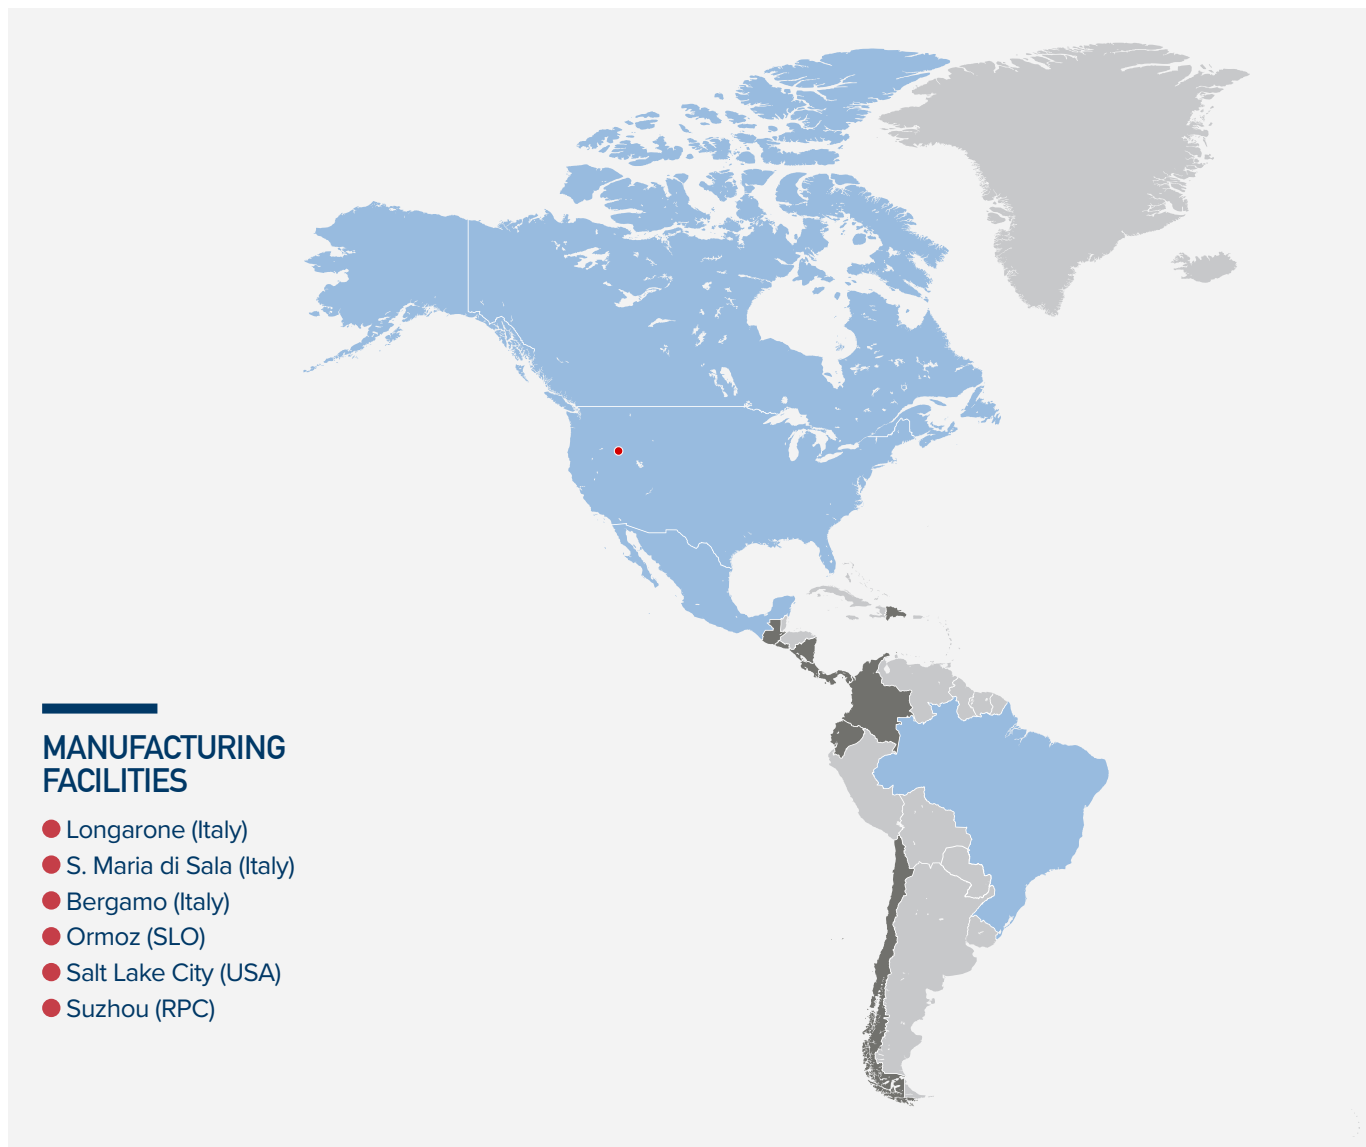 MANUFACTURING
FACILITIES
Longarone (Italy)
S. Maria di Sala (Italy)
Bergamo (Italy)
Ormoz (SLO)
Salt Lake City (USA)
Suzhou (RPC)